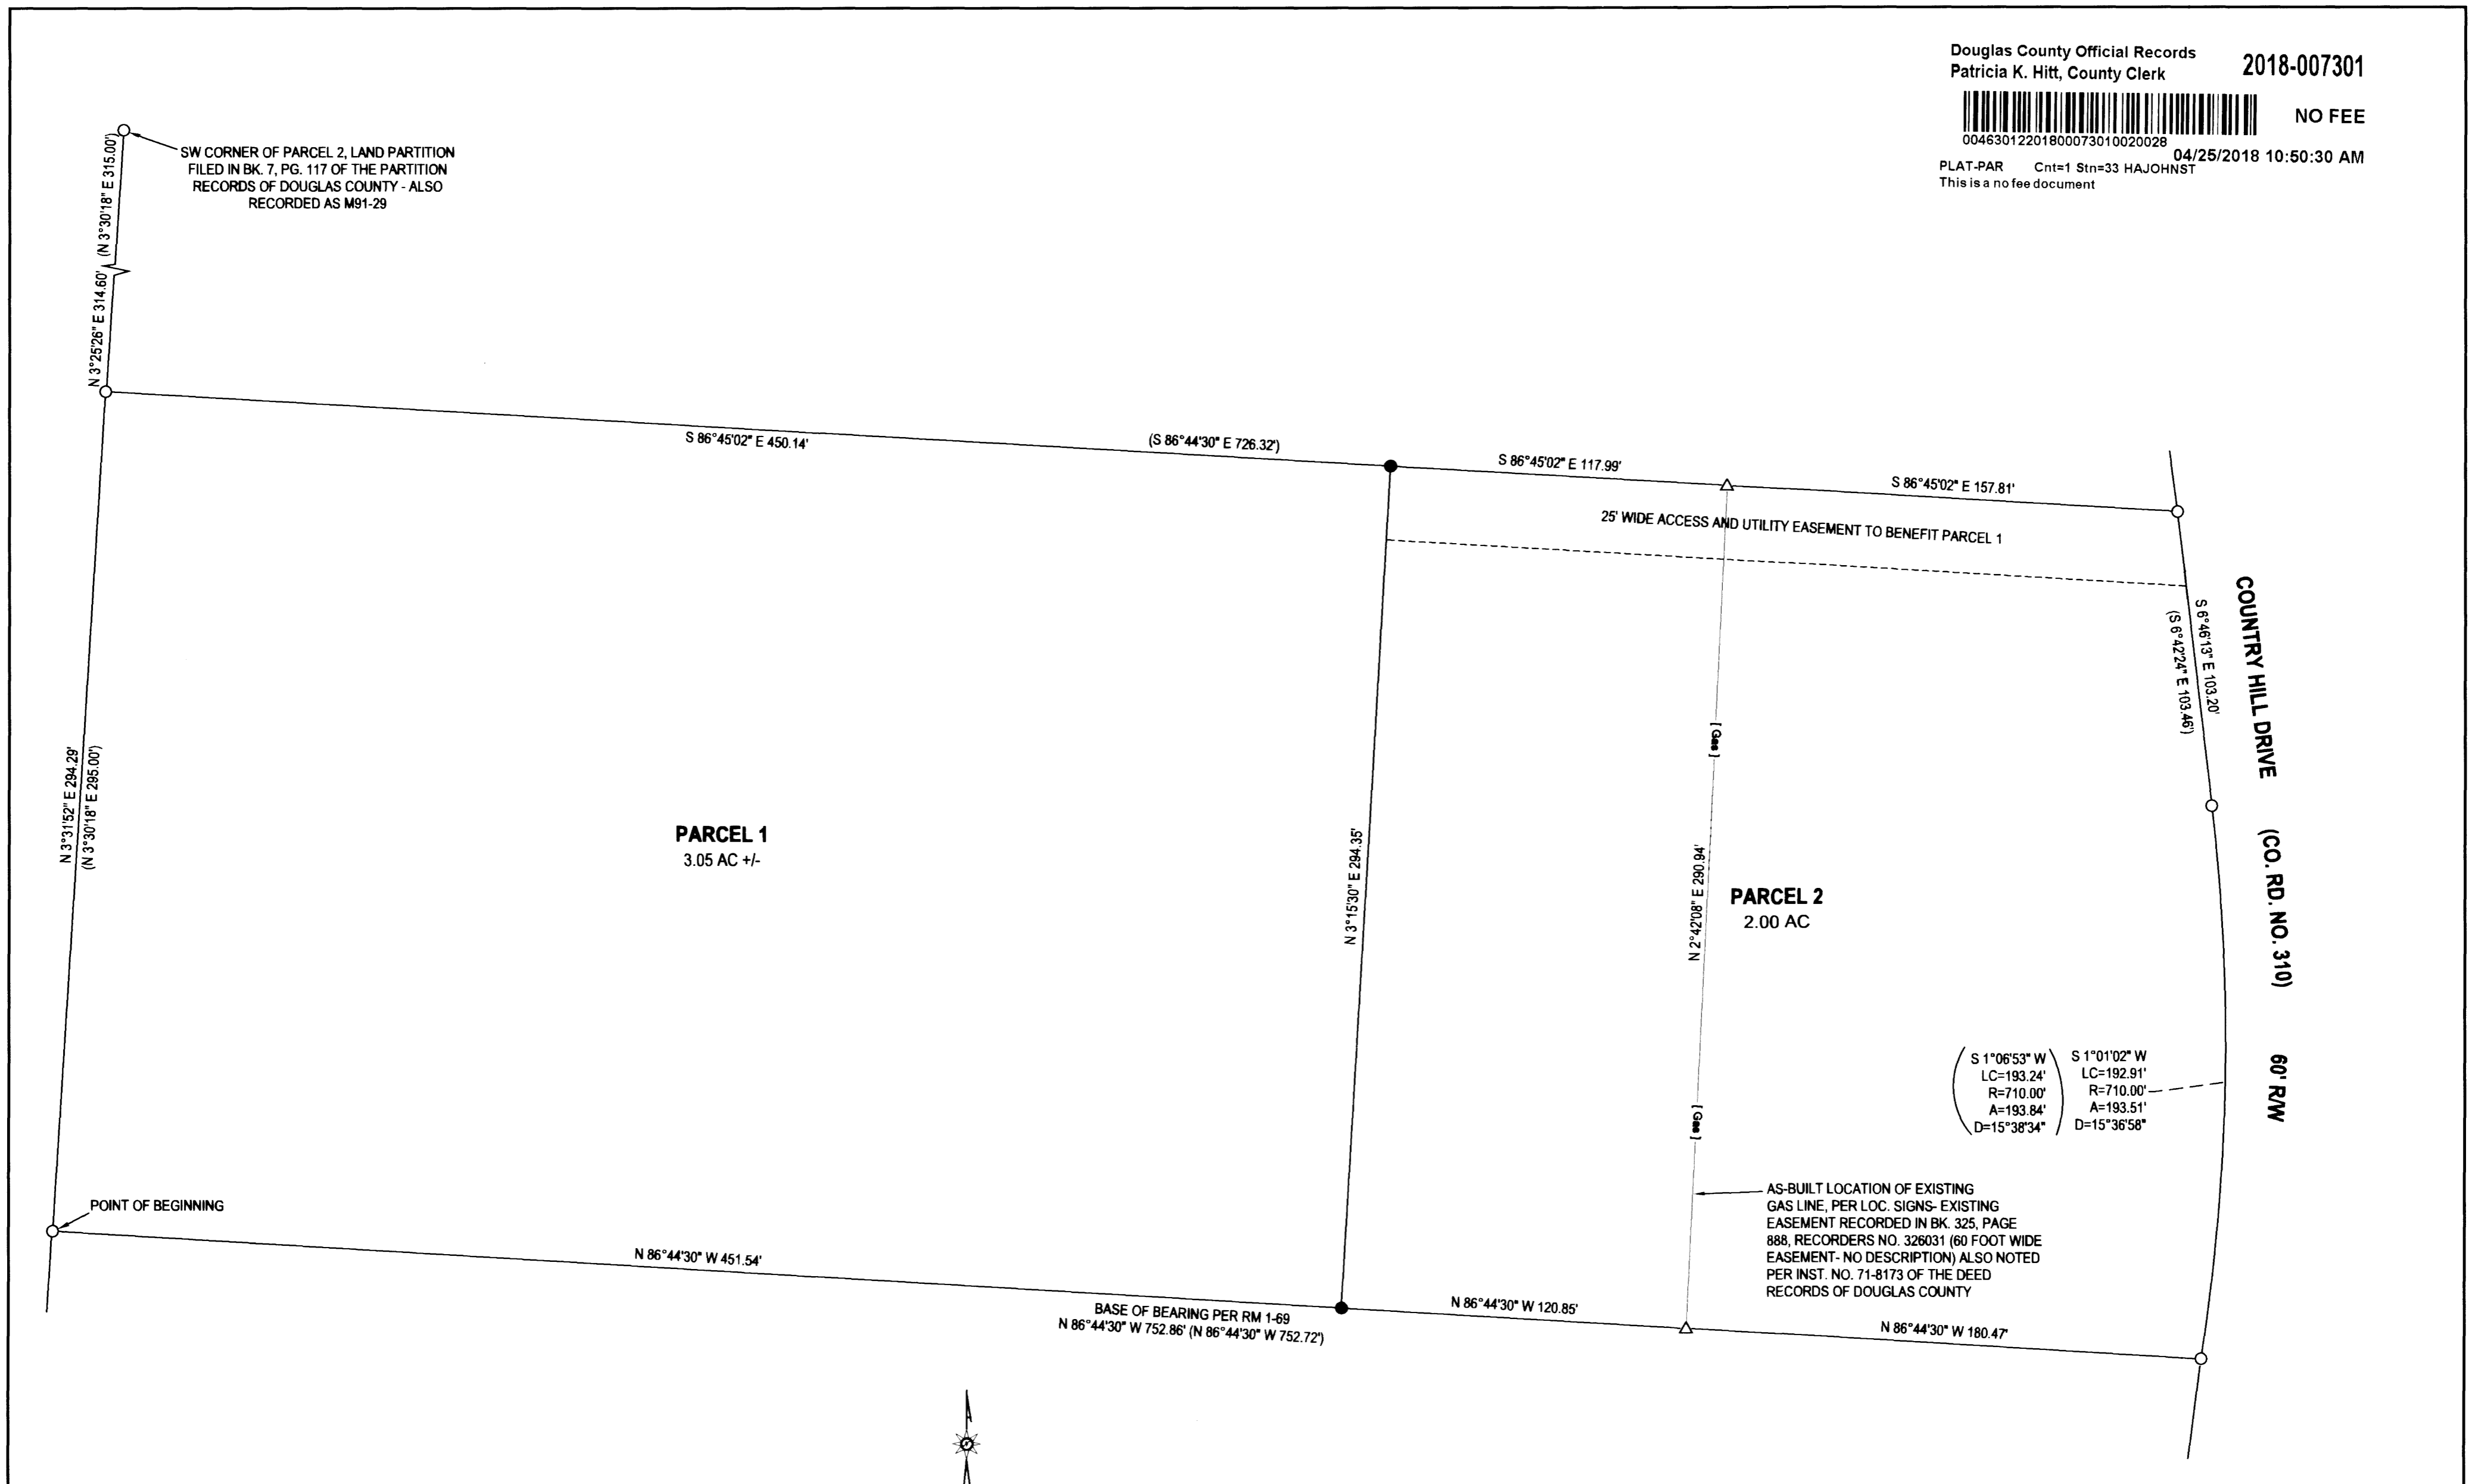 Douglas County Official Records
Patricia K. Hitt, County Clerk
2018-007301
NO FEE
00463012201800073010020028
04/25/2018 10:50:30 AM
PLAT-PAR Cnt=1 Stn=33 HAJOHNST
This is a no fee document
SW CORNER OF PARCEL 2, LAND PARTITION
FILED IN BK. 7, PG. 117 OF THE PARTITION
RECORDS OF DOUGLAS COUNTY - ALSO
RECORDED AS M91-29
N 3°25'26" E 314.60' (N 3°30'18" E 315.00')
S 86°45'02" E 450.14'
(S 86°44'30" E 726.32')
S 86°45'02" E 117.99'
S 86°45'02" E 157.81'
25' WIDE ACCESS AND UTILITY EASEMENT TO BENEFIT PARCEL 1
S 6°46'13" E 103.20'
(S 6°42'24" E 103.46')
COUNTRY HILL DRIVE (CO. RD. NO. 310) 60' R/W
N 3°31'52" E 294.29'
(N 3°30'18" E 295.00')
PARCEL 1
3.05 AC +/-
N 3°15'30" E 294.35'
[ Gas ]
N 2°42'08" E 290.94'
[ Gas ]
PARCEL 2
2.00 AC
S 1°06'53" W
LC=193.24'
R=710.00'
A=193.84'
D=15°38'34"
S 1°01'02" W
LC=192.91'
R=710.00'
A=193.51'
D=15°36'58"
AS-BUILT LOCATION OF EXISTING
GAS LINE, PER LOC. SIGNS- EXISTING
EASEMENT RECORDED IN BK. 325, PAGE
888, RECORDERS NO. 326031 (60 FOOT WIDE
EASEMENT- NO DESCRIPTION) ALSO NOTED
PER INST. NO. 71-8173 OF THE DEED
RECORDS OF DOUGLAS COUNTY
POINT OF BEGINNING
N 86°44'30" W 451.54'
BASE OF BEARING PER RM 1-69
N 86°44'30" W 752.86' (N 86°44'30" W 752.72')
N 86°44'30" W 120.85'
N 86°44'30" W 180.47'